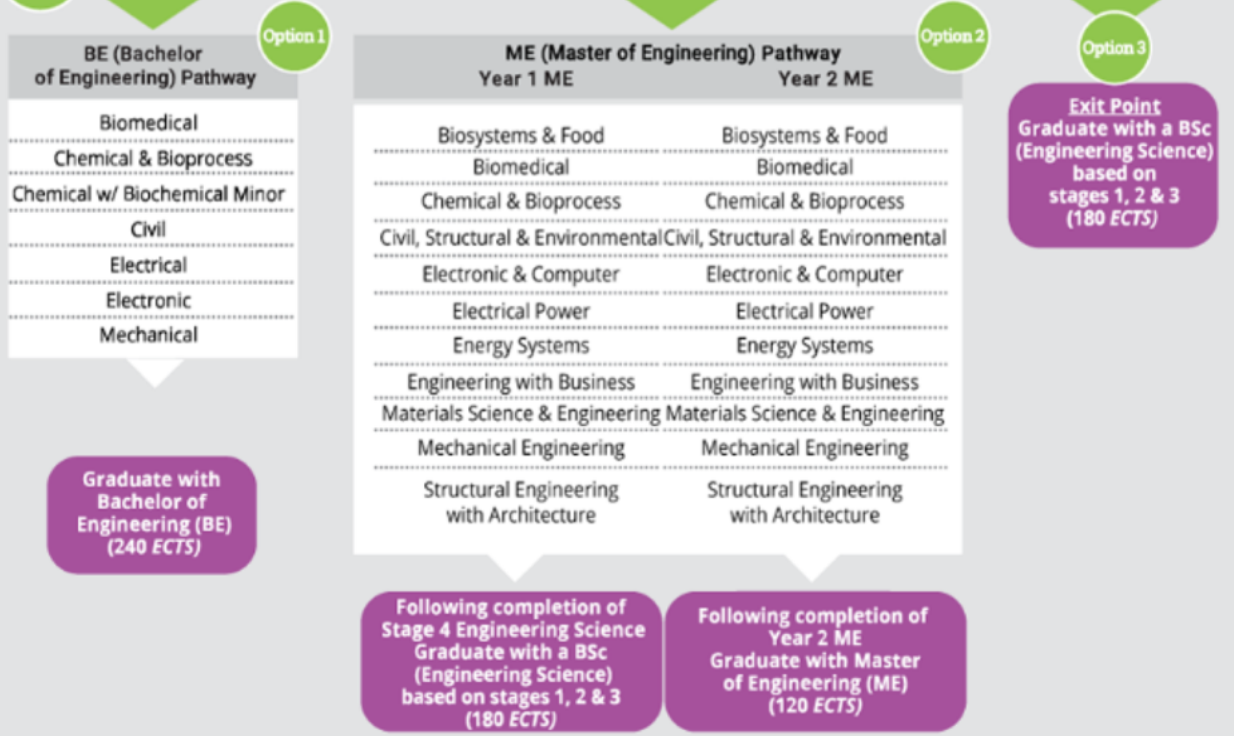 Option 1
BE (Bachelor
of Engineering) Pathway
Biomedical
Chemical & Bioprocess
Chemical w/ Biochemical Minor
Civil
Electrical
Electronic
Mechanical
Graduate with
Bachelor of
Engineering (BE)
(240 ECTS)
Option 2
ME (Master of Engineering) Pathway
Year 1 ME
Biosystems & Food
Biomedical
Chemical & Bioprocess
Civil, Structural & Environmental
Electronic & Computer
Electrical Power
Energy Systems
Engineering with Business
Materials Science & Engineering
Mechanical Engineering
Structural Engineering
with Architecture
Following completion of
Stage 4 Engineering Science
Graduate with a BSc
(Engineering Science)
based on stages 1, 2 & 3
(180 ECTS)
Year 2 ME
Biosystems & Food
Biomedical
Chemical & Bioprocess
Civil, Structural & Environmental
Electronic & Computer
Electrical Power
Energy Systems
Engineering with Business
Materials Science & Engineering
Mechanical Engineering
Structural Engineering
with Architecture
Following completion of
Year 2 ME
Graduate with Master
of Engineering (ME)
(120 ECTS)
Option 3
Exit Point
Graduate with a BSc
(Engineering Science)
based on
stages 1, 2 & 3
(180 ECTS)